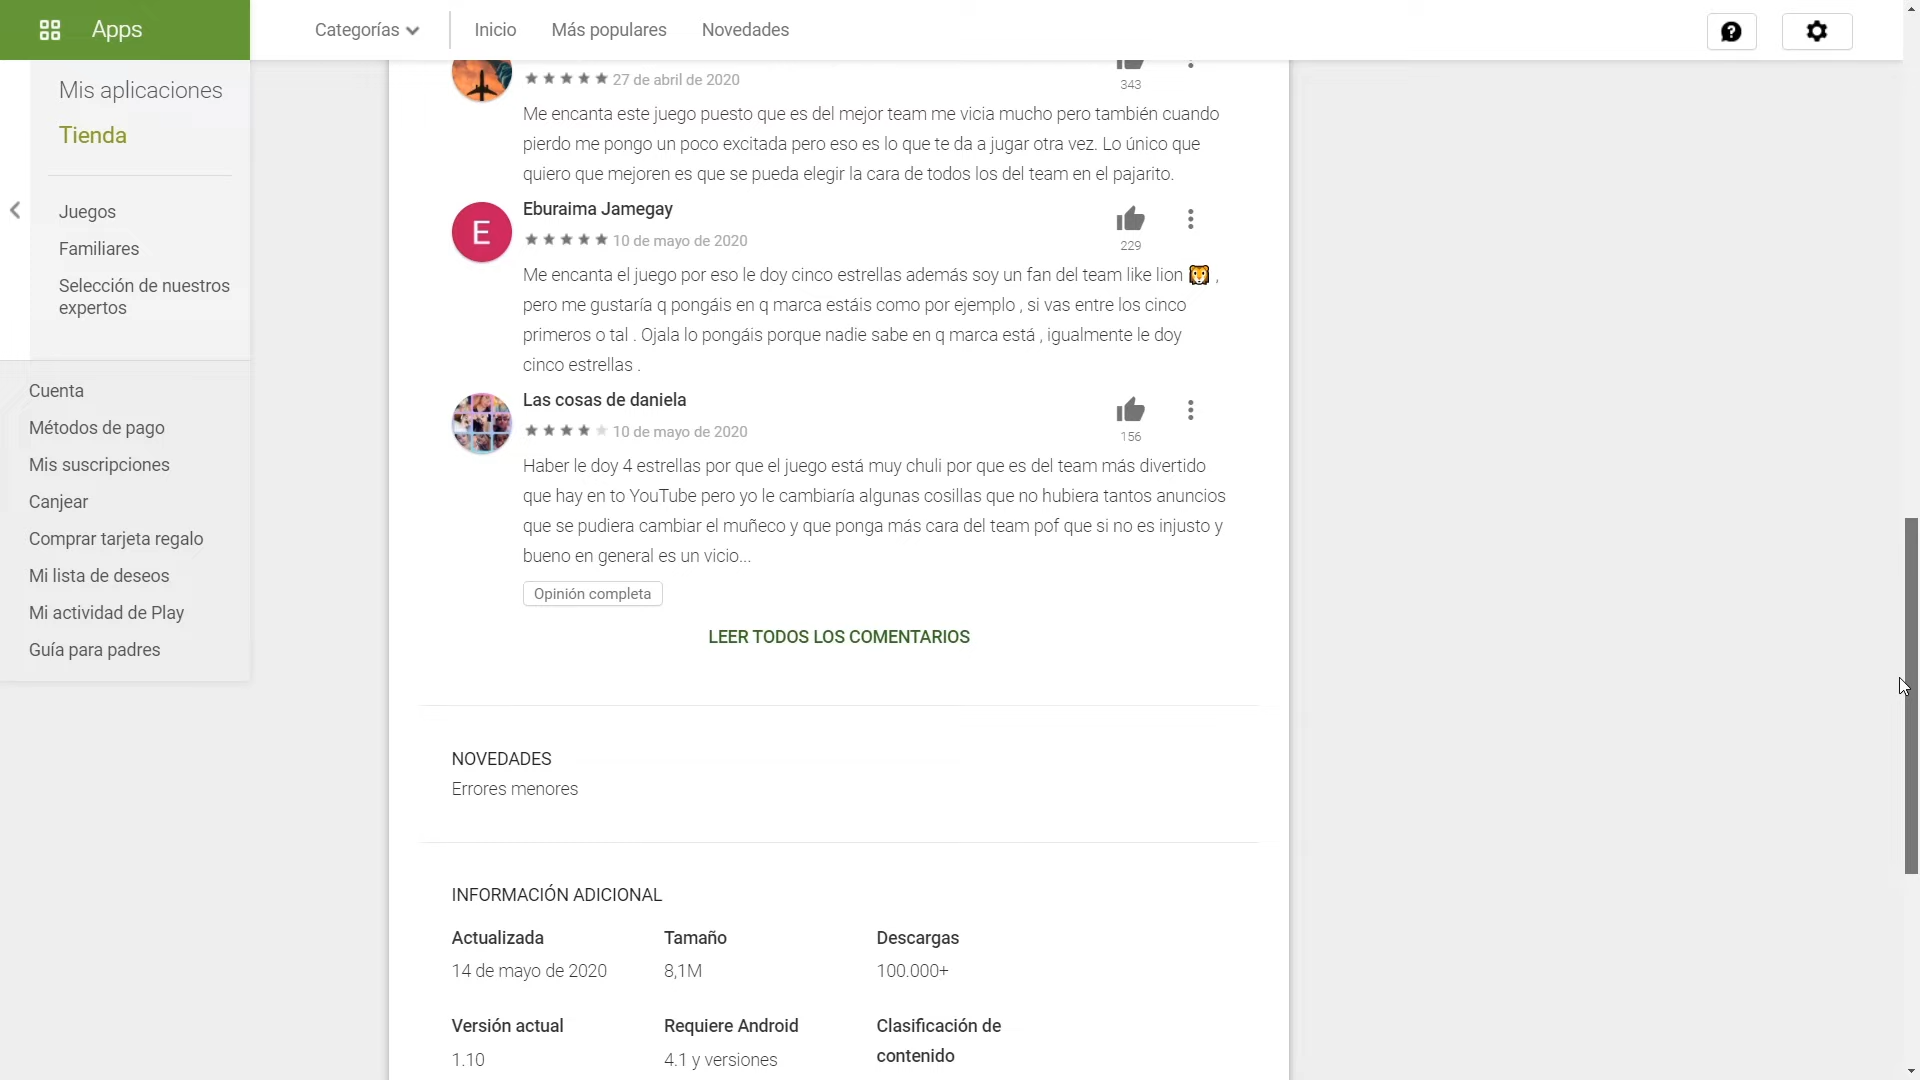 Apps
Categorías
Inicio
Más populares
Novedades
Mis aplicaciones
Tienda
Juegos
Familiares
Selección de nuestros
expertos
Cuenta
Métodos de pago
Mis suscripciones
Canjear
Comprar tarjeta regalo
Mi lista de deseos
Mi actividad de Play
Guía para padres
27 de abril de 2020
343
Me encanta este juego puesto que es del mejor team me vicia mucho pero también cuando
pierdo me pongo un poco excitada pero eso es lo que te da a jugar otra vez. Lo único que
quiero que mejoren es que se pueda elegir la cara de todos los del team en el pajarito.
E
Eburaima Jamegay
10 de mayo de 2020
229
Me encanta el juego por eso le doy cinco estrellas además soy un fan del team like lion 🦁 ,
pero me gustaría q pongáis en q marca estáis como por ejemplo , si vas entre los cinco
primeros o tal . Ojala lo pongáis porque nadie sabe en q marca está , igualmente le doy
cinco estrellas .
Las cosas de daniela
10 de mayo de 2020
156
Haber le doy 4 estrellas por que el juego está muy chuli por que es del team más divertido
que hay en to YouTube pero yo le cambiaría algunas cosillas que no hubiera tantos anuncios
que se pudiera cambiar el muñeco y que ponga más cara del team pof que si no es injusto y
bueno en general es un vicio...
Opinión completa
LEER TODOS LOS COMENTARIOS
NOVEDADES
Errores menores
INFORMACIÓN ADICIONAL
Actualizada
14 de mayo de 2020
Tamaño
8,1M
Descargas
100.000+
Versión actual
1.10
Requiere Android
4.1 y versiones
Clasificación de
contenido